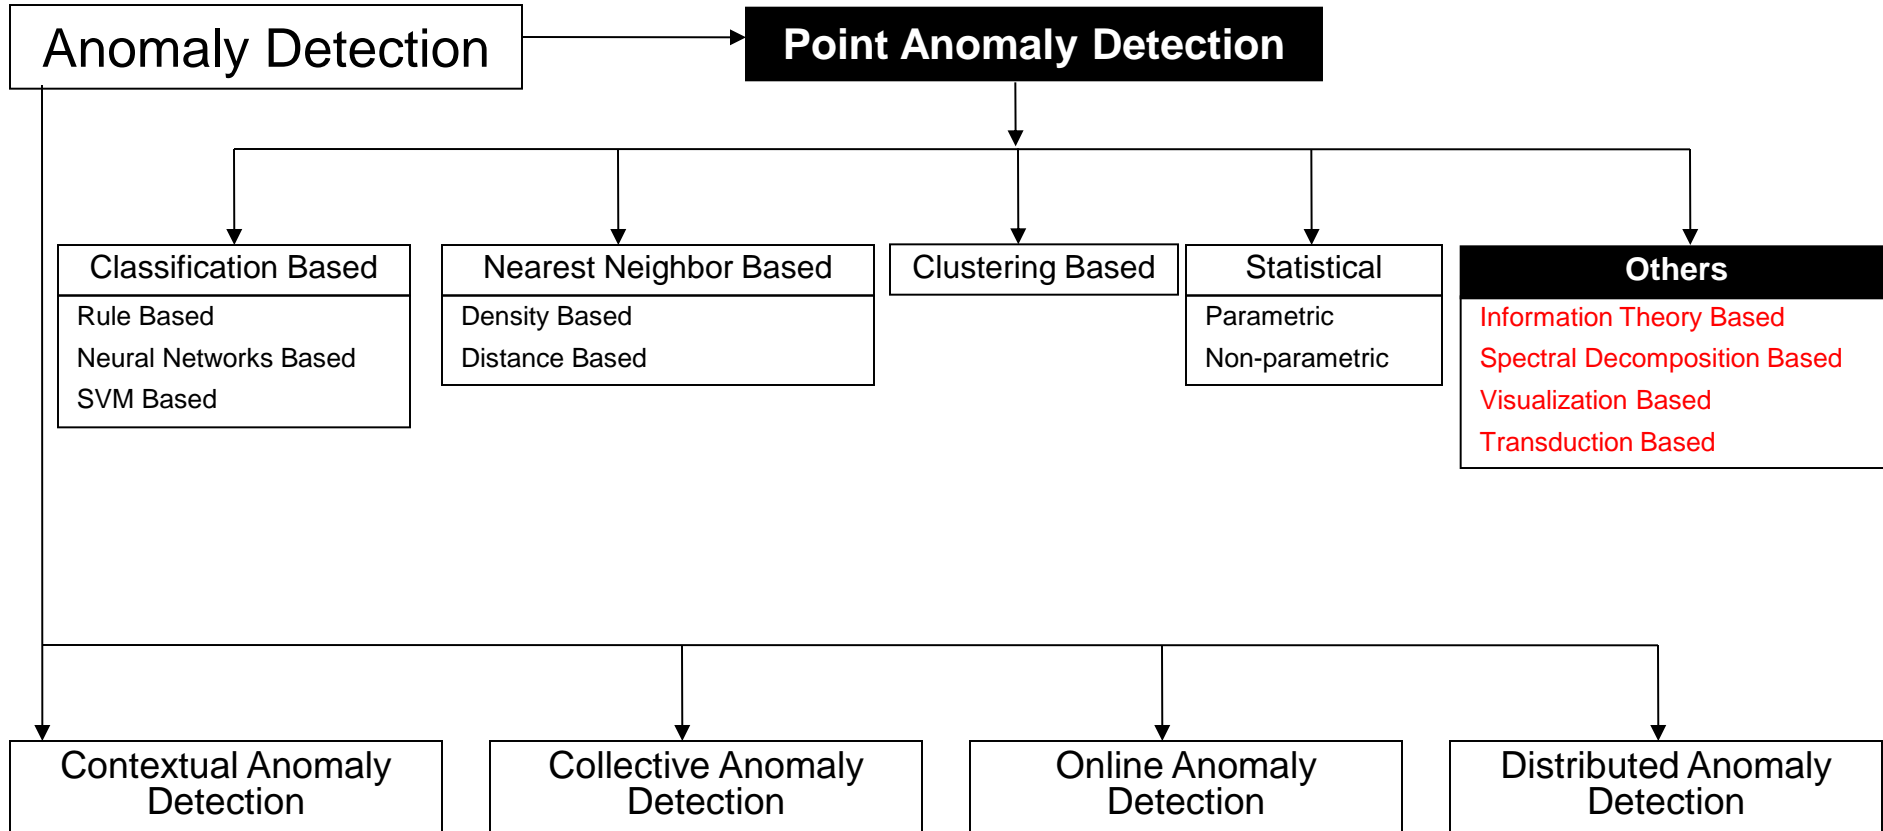 Anomaly Detection
Point Anomaly Detection
Classification Based
Rule Based
Neural Networks Based
SVM Based
Nearest Neighbor Based
Density Based
Distance Based
Clustering Based
Statistical
Parametric
Non-parametric
Others
Information Theory Based
Spectral Decomposition Based
Visualization Based
Transduction Based
Contextual Anomaly
Detection
Collective Anomaly
Detection
Online Anomaly
Detection
Distributed Anomaly
Detection